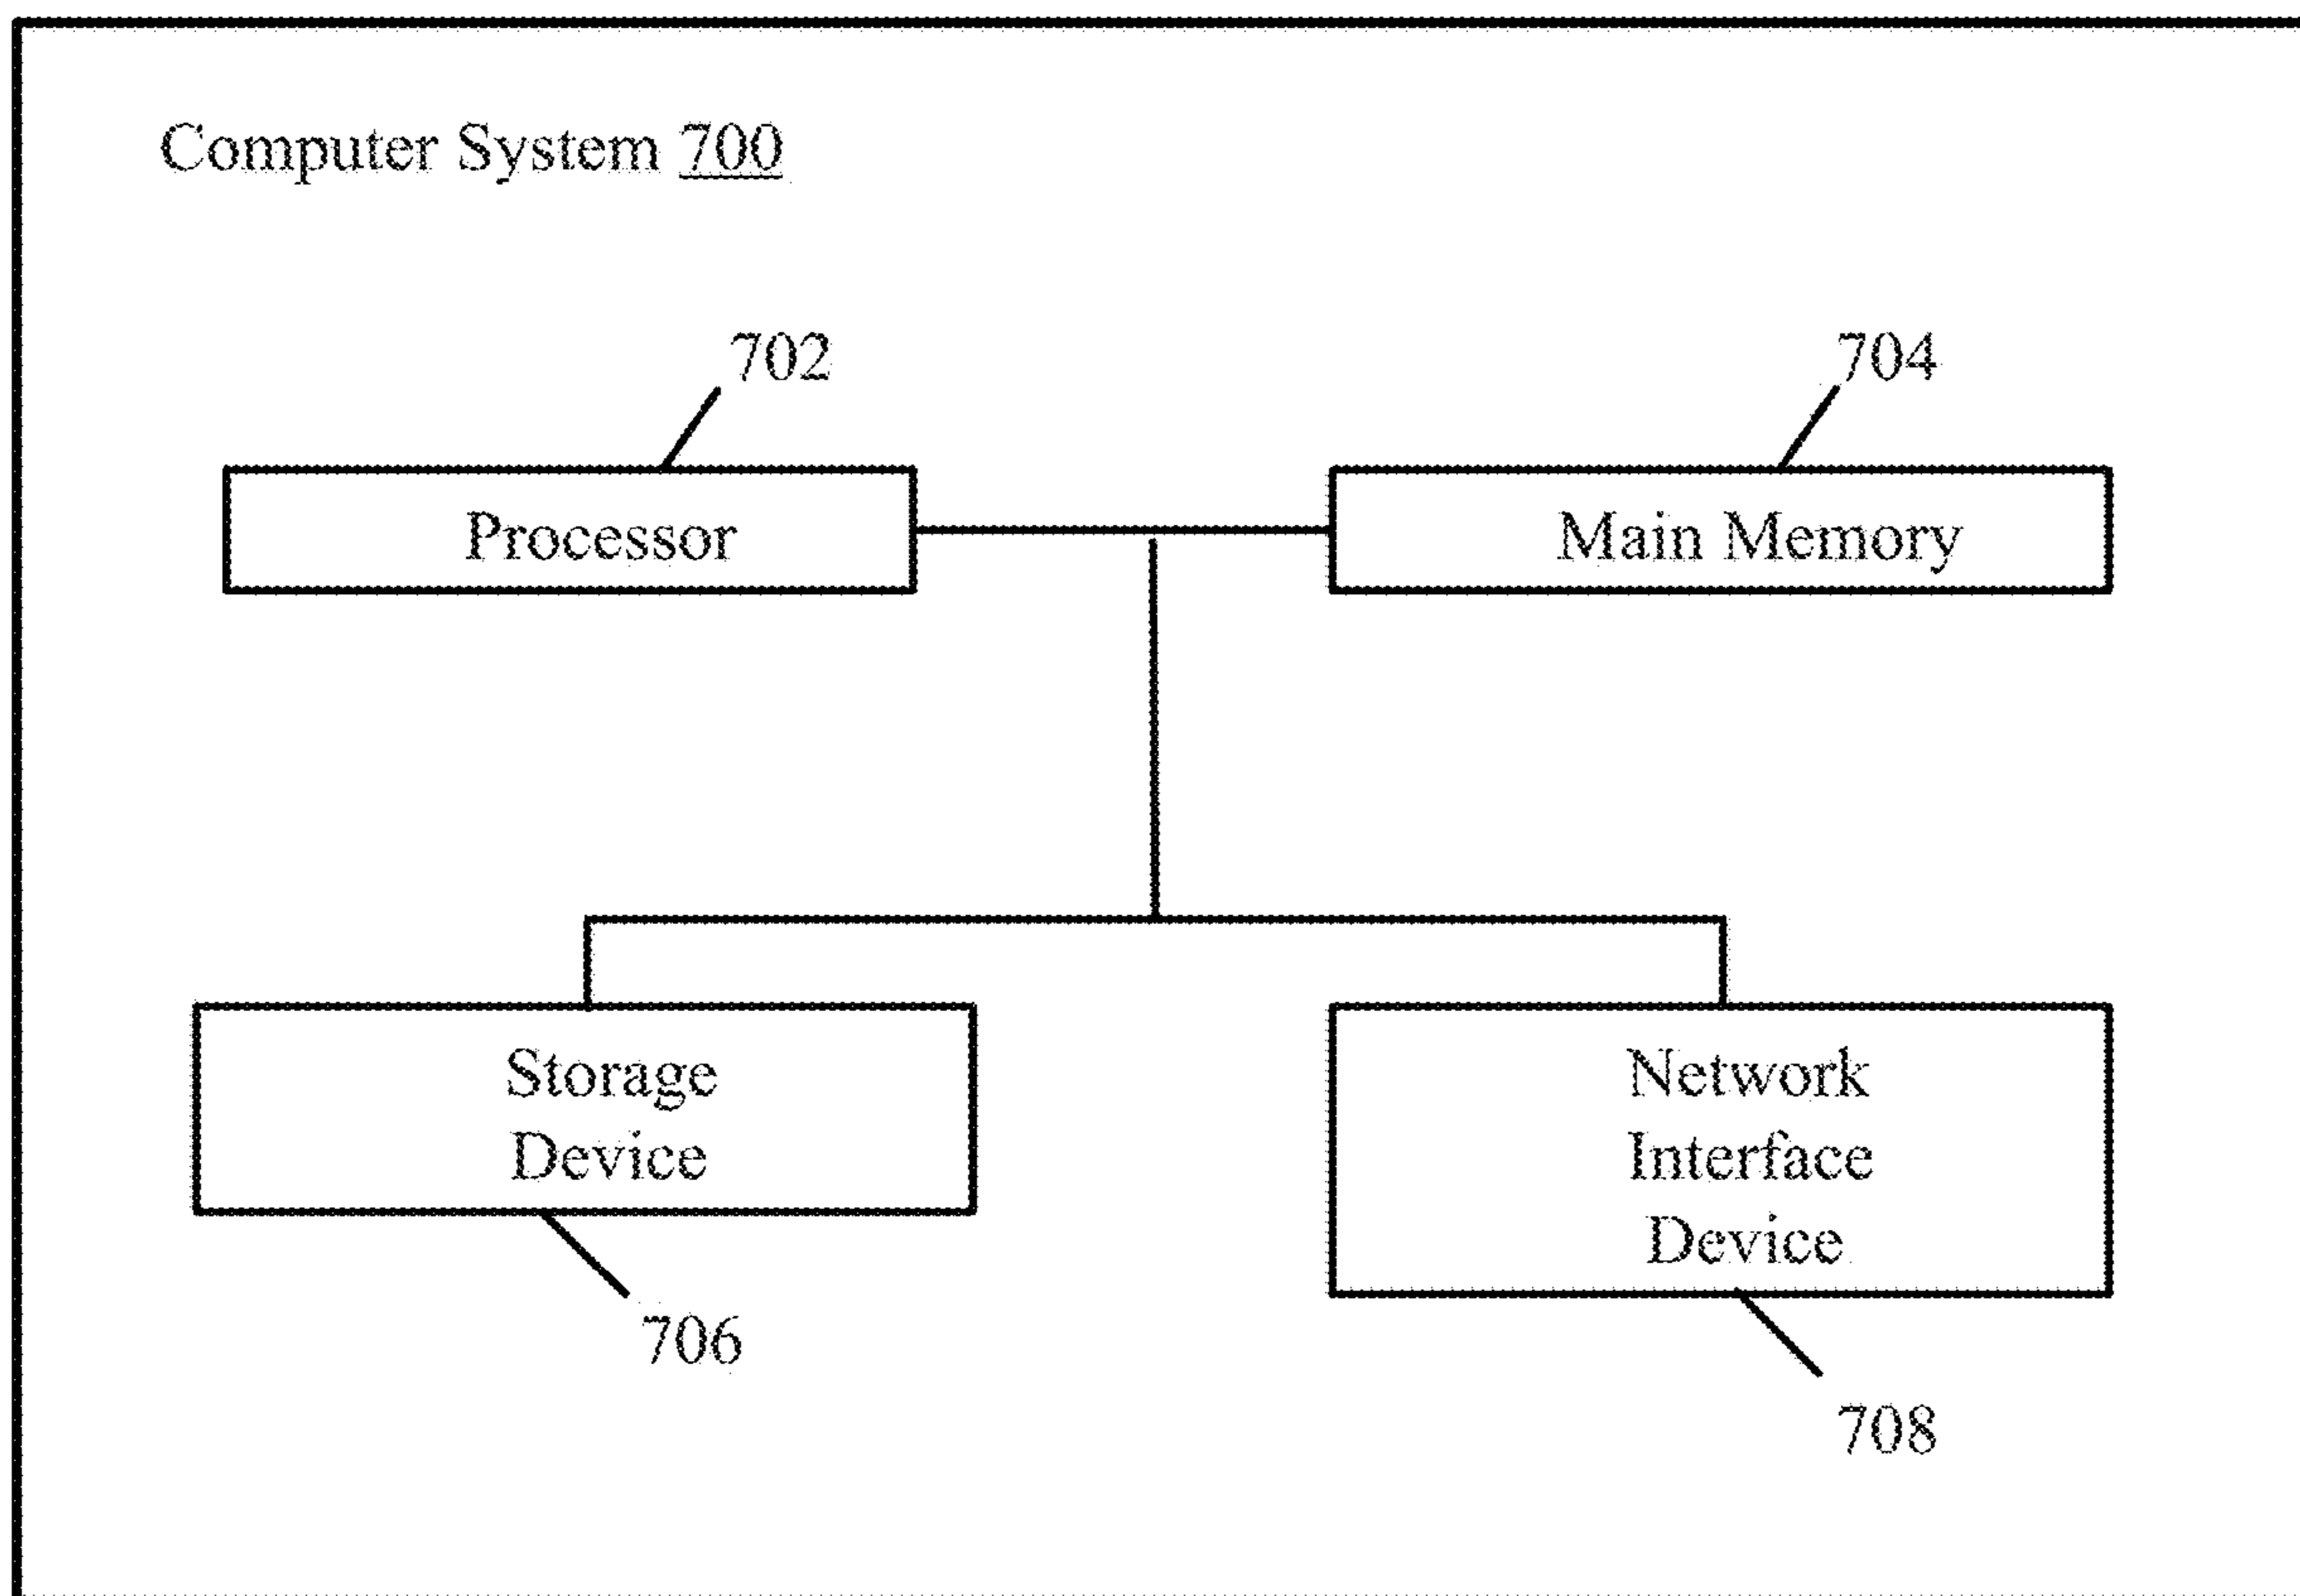 Computer System 700
702
704
Processor
Main Memory
Storage
Device
Network
Interface
Device
706
708